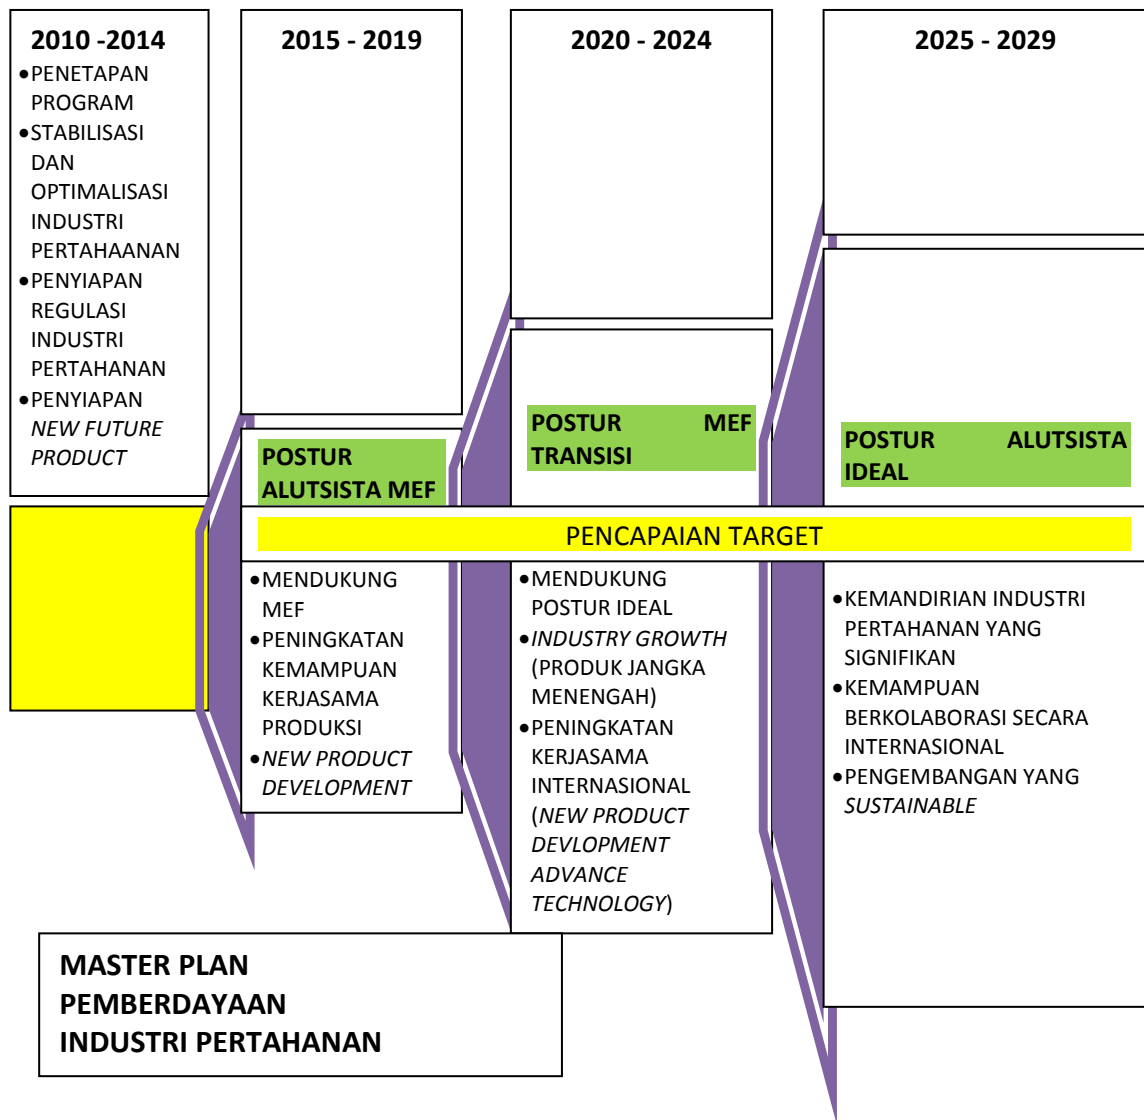 2010 -2014
•PENETAPAN
PROGRAM
•STABILISASI
DAN
OPTIMALISASI
INDUSTRI
PERTAHAANAN
•PENYIAPAN
REGULASI
INDUSTRI
PERTAHANAN
•PENYIAPAN
NEW FUTURE
PRODUCT
2015 - 2019
2020 – 2024
2025 - 2029
POSTUR
ALUTSISTA MEF
POSTUR MEF
TRANSISI
POSTUR ALUTSISTA
IDEAL
PENCAPAIAN TARGET
•MENDUKUNG
MEF
•PENINGKATAN
KEMAMPUAN
KERJASAMA
PRODUKSI
•NEW PRODUCT
DEVELOPMENT
•MENDUKUNG
POSTUR IDEAL
•INDUSTRY GROWTH
(PRODUK JANGKA
MENENGAH)
•PENINGKATAN
KERJASAMA
INTERNASIONAL
(NEW PRODUCT
DEVLOPMENT
ADVANCE
TECHNOLOGY)
•KEMANDIRIAN INDUSTRI
PERTAHANAN YANG
SIGNIFIKAN
•KEMAMPUAN
BERKOLABORASI SECARA
INTERNASIONAL
•PENGEMBANGAN YANG
SUSTAINABLE
MASTER PLAN
PEMBERDAYAAN
INDUSTRI PERTAHANAN